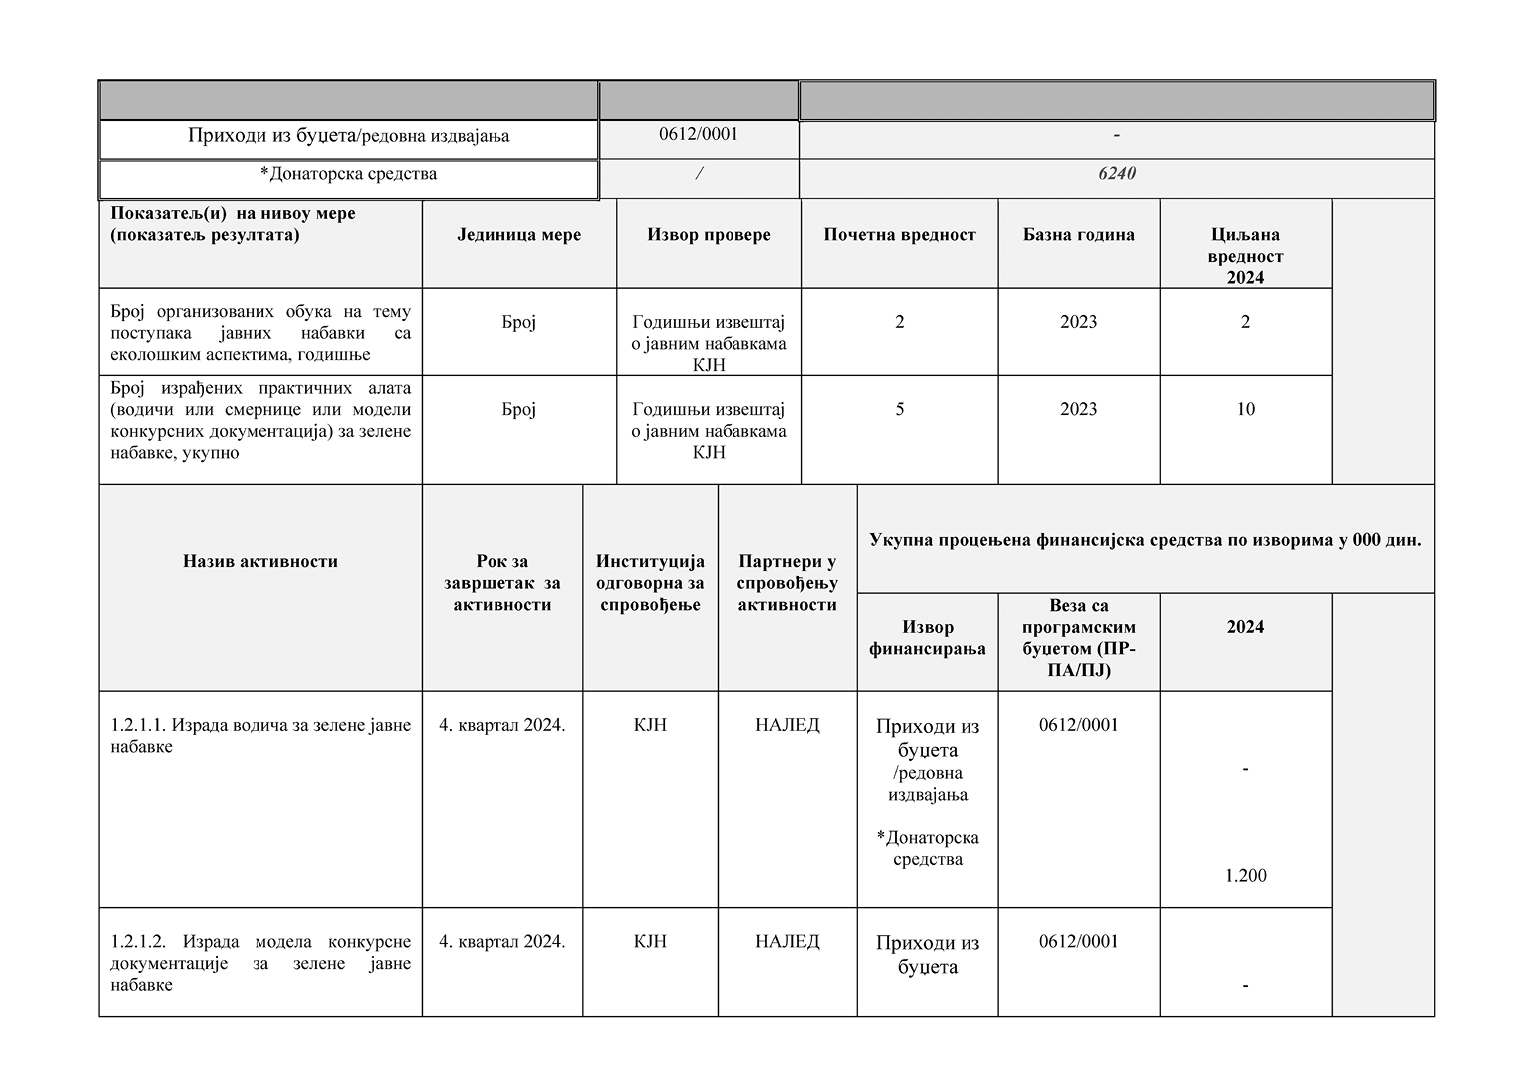 Приходи из буџета/редовна издвајања 0612/0001 -
*Донаторска средства / 6240
Показатељ(и) на нивоу мере
(показатељ резултата)
Јединица мере
Извор провере
Почетна вредност
Базна година
Циљана
вредност
2024
Број организованих обука на тему
поступака јавних набавки са
еколошким аспектима, годишње
Број
Годишњи извештај
о јавним набавкама
КЈН
2
2023
2
Број израђених практичних алата
(водичи или смернице или модели
конкурсних документација) за зелене
набавке, укупно
Број
Годишњи извештај
о јавним набавкама
КЈН
5
2023
10
Назив активности
Рок за
завршетак за
активности
Институција
одговорна за
спровођење
Партнери у
спровођењу
активности
Укупна процењена финансијска средства по изворима у 000 дин.
Извор
финансирања
Веза са
програмским
буџетом (ПР-
ПА/ПЈ)
2024
1.2.1.1. Израда водича за зелене јавне
набавке
4. квартал 2024.
КЈН
НАЛЕД
Приходи из
буџета
/редовна
издвајања
*Донаторска
средства
0612/0001
-
1.200
1.2.1.2. Израда модела конкурсне
документације за зелене јавне
набавке
4. квартал 2024.
КЈН
НАЛЕД
Приходи из
буџета
0612/0001
-